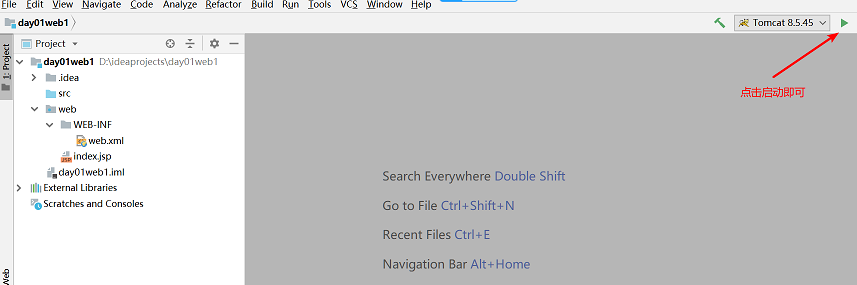 File Edit View Navigate Code Analyze Refactor Build Run Tools VCS Window Help
day01web1
Tomcat 8.5.45
1: Project
Project
day01web1 D:\ideaprojects\day01web1
.idea
src
web
WEB-INF
web.xml
index.jsp
day01web1.iml
External Libraries
Scratches and Consoles
点击启动即可
Search Everywhere Double Shift
Go to File Ctrl+Shift+N
Recent Files Ctrl+E
Navigation Bar Alt+Home
Web